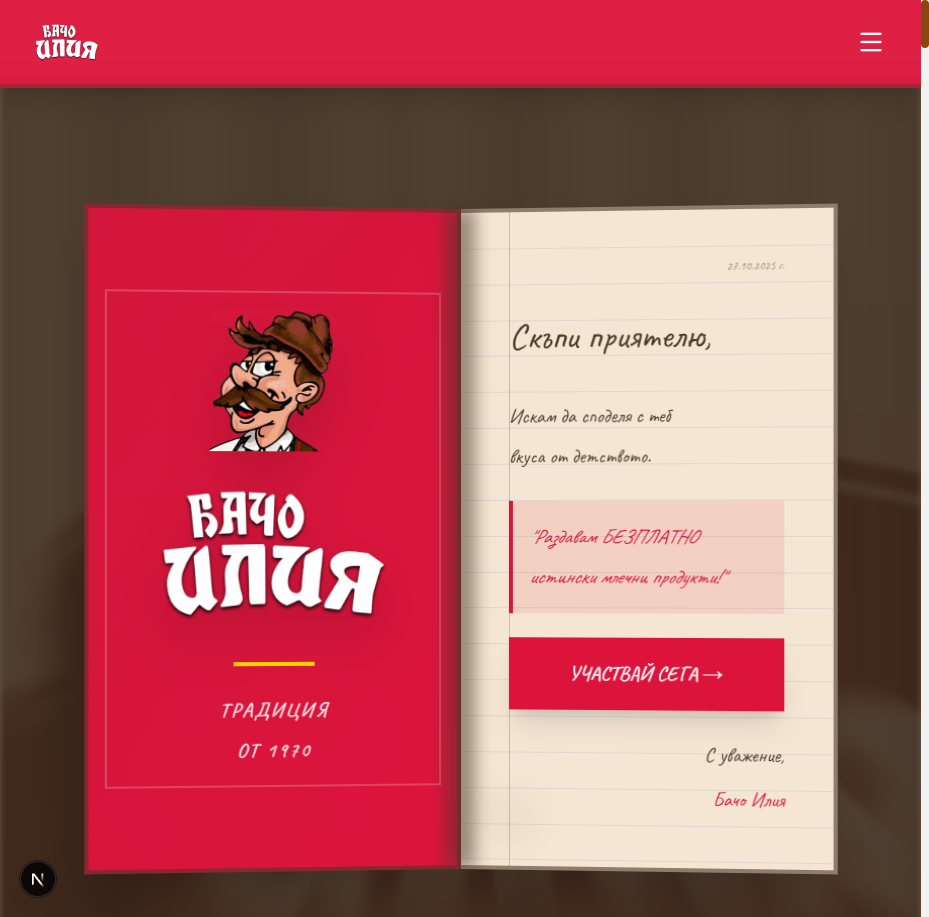 БАЧО
ИЛИЯ
БАЧО
ИЛИЯ
ТРАДИЦИЯ
ОТ 1970
27.10.2025 г.
Скъпи приятелю,
Искам да споделя с теб
вкуса от детството.
"Раздавам БЕЗПЛАТНО
истински млечни продукти!"
УЧАСТВАЙ СЕГА →
С уважение,
Бачо Илия
N